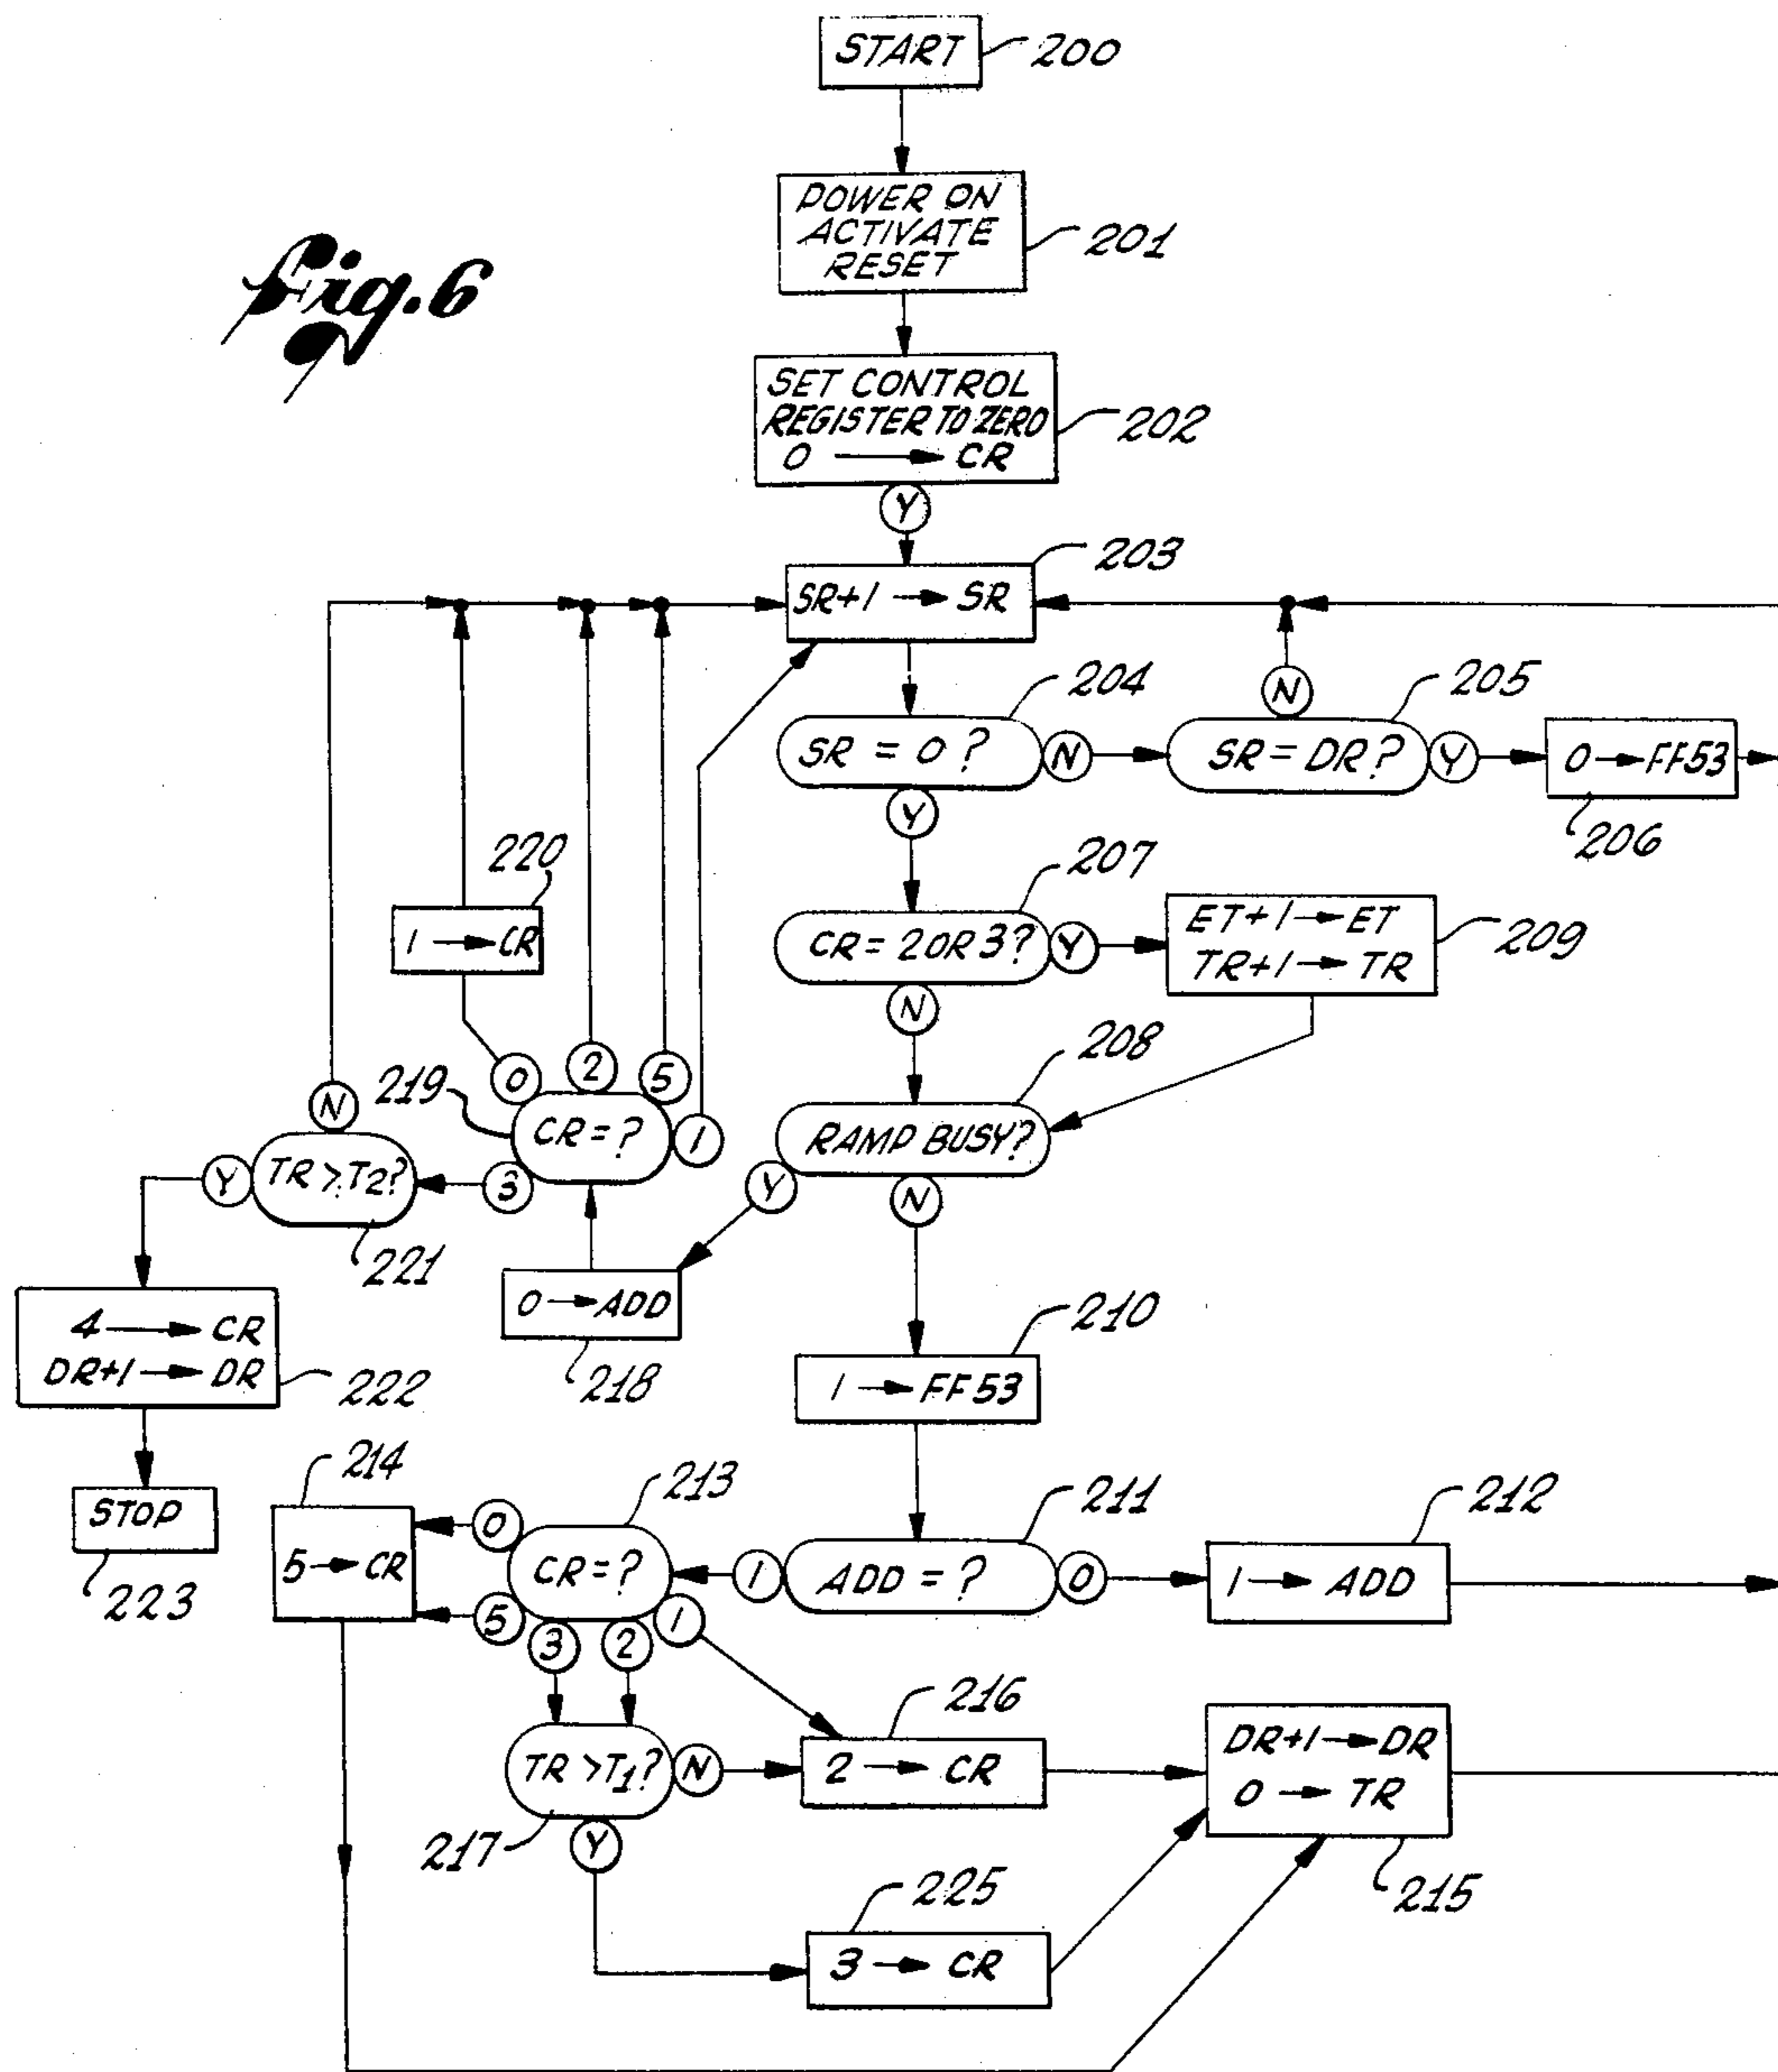 START
200
POWER ON
ACTIVATE
RESET
201
Fig. 6
SET CONTROL
REGISTER TO ZERO
0 → CR
202
Y
SR+1 → SR
203
SR = 0 ?
204
N
SR = DR ?
205
N
Y
0 → FF53
206
Y
CR = 2 OR 3 ?
207
Y
ET+1 → ET
TR+1 → TR
209
N
220
1 → CR
0
2
5
1
3
219
CR = ?
RAMP BUSY?
208
Y
N
N
TR > T2?
Y
221
0 → ADD
218
4 → CR
DR+1 → DR
222
STOP
223
1 → FF53
210
214
5 → CR
213
CR = ?
0
5
3
2
1
ADD = ?
211
1
0
1 → ADD
212
TR > T1?
N
217
Y
2 → CR
216
DR+1 → DR
0 → TR
215
3 → CR
225